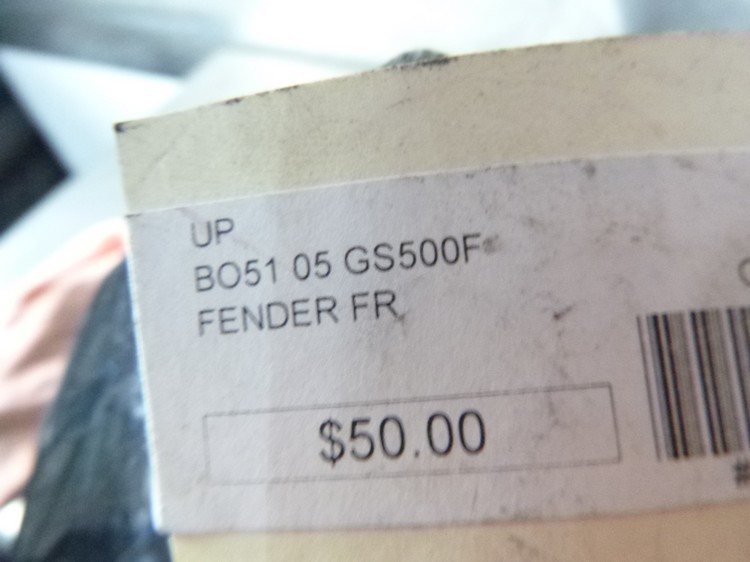 UP
BO51 05 GS500F
FENDER FR
$50.00